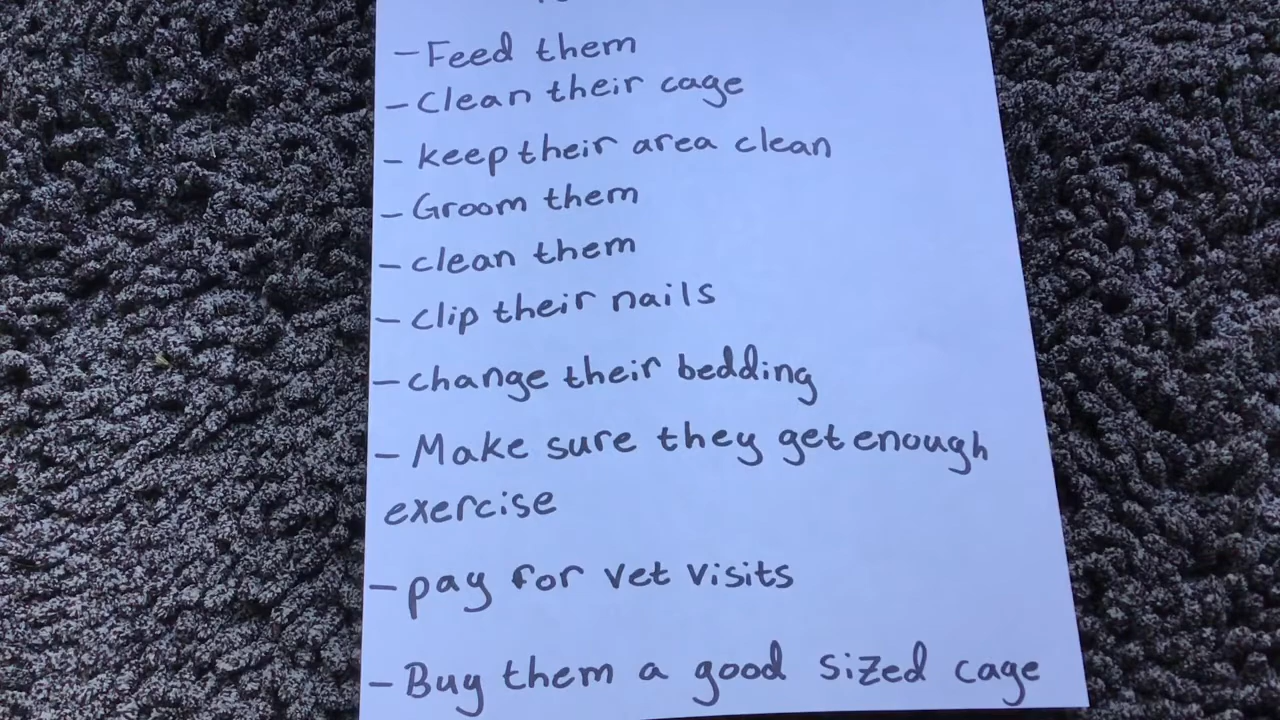 - Feed them
- Clean their cage
- keep their area clean
- Groom them
- clean them
- clip their nails
- change their bedding
- Make sure they get enough
exercise
- pay for vet visits
- Buy them a good sized cage